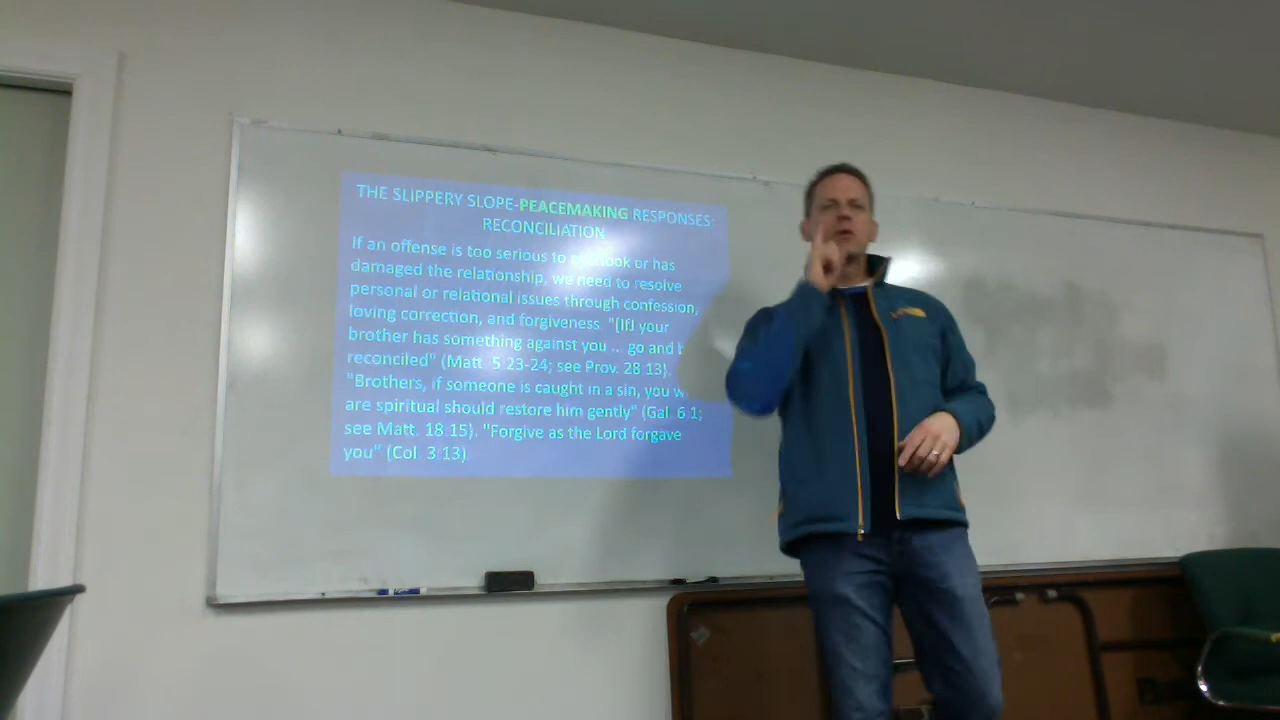 THE SLIPPERY SLOPE-PEACEMAKING RESPONSES:
RECONCILIATION
If an offense is too serious to overlook or has
damaged the relationship, we need to resolve
personal or relational issues through confession,
loving correction, and forgiveness. "[If] your
brother has something against you ... go and b
reconciled" (Matt. 5:23-24; see Prov. 28:13).
"Brothers, if someone is caught in a sin, you w
are spiritual should restore him gently" (Gal. 6:1;
see Matt. 18:15). "Forgive as the Lord forgave
you" (Col. 3:13).